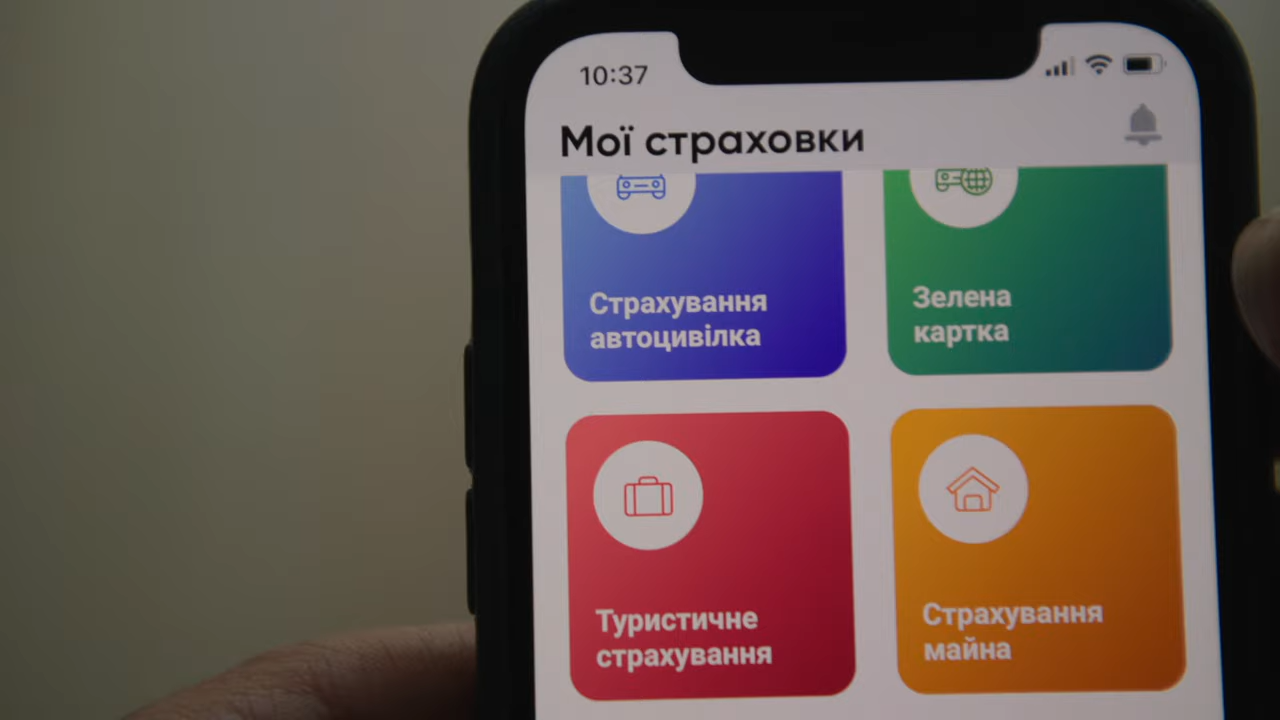 10:37
Мої страховки
Страхування
автоцивілка
Зелена
картка
Туристичне
страхування
Страхування
майна